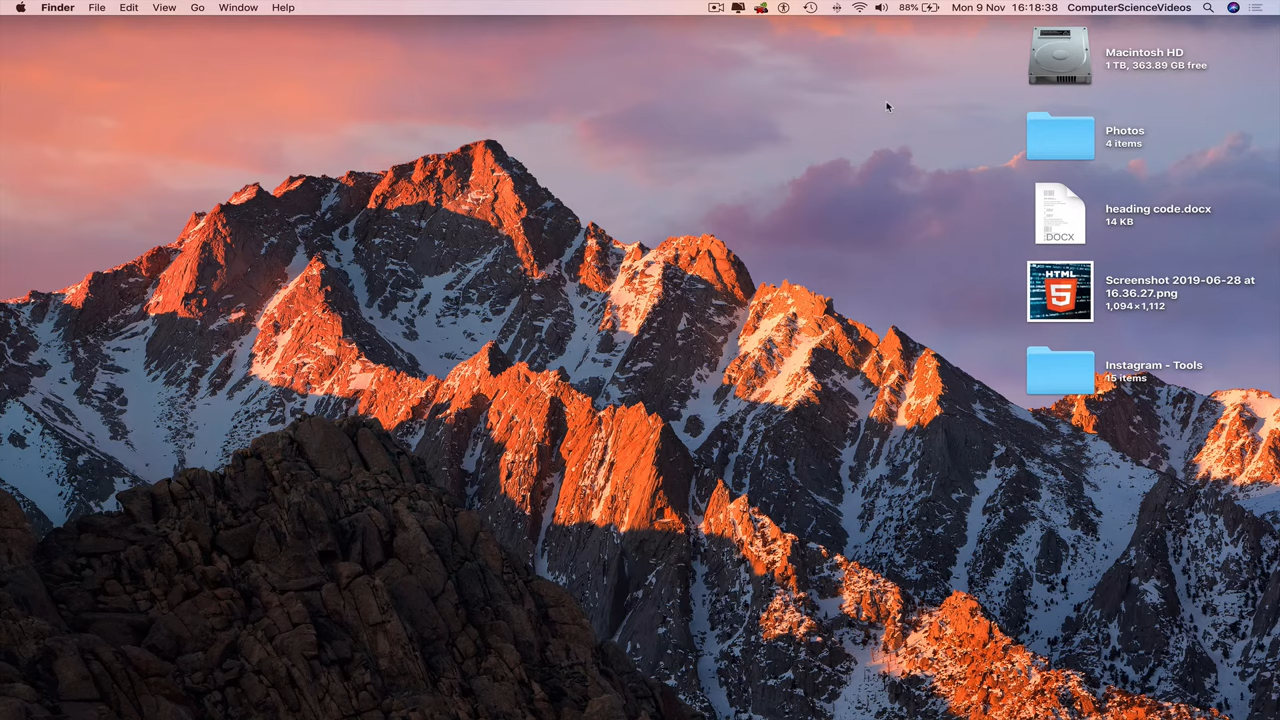 Finder File Edit View Go Window Help 88% Mon 9 Nov 16:18:38 ComputerScienceVideos
Macintosh HD
1 TB, 363.89 GB free
Photos
4 items
heading code.docx
14 KB
DOCX
HTML
5
Screenshot 2019-06-28 at
16.36.27.png
1,094×1,112
Instagram - Tools
15 items